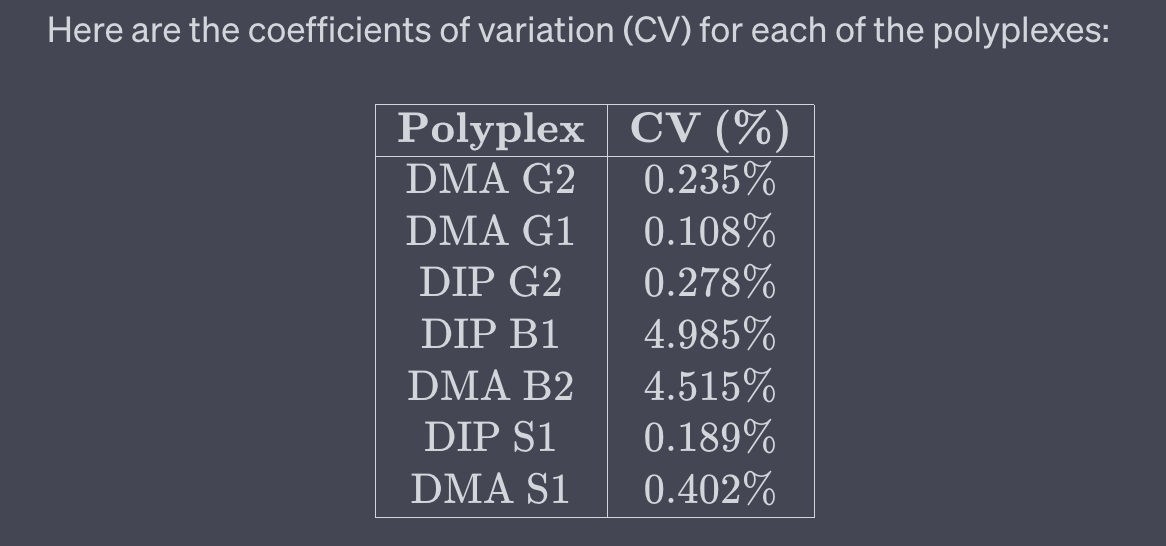 Here are the coefficients of variation (CV) for each of the polyplexes:
Polyplex CV (%)
DMA G2 0.235%
DMA G1 0.108%
DIP G2 0.278%
DIP B1 4.985%
DMA B2 4.515%
DIP S1 0.189%
DMA S1 0.402%